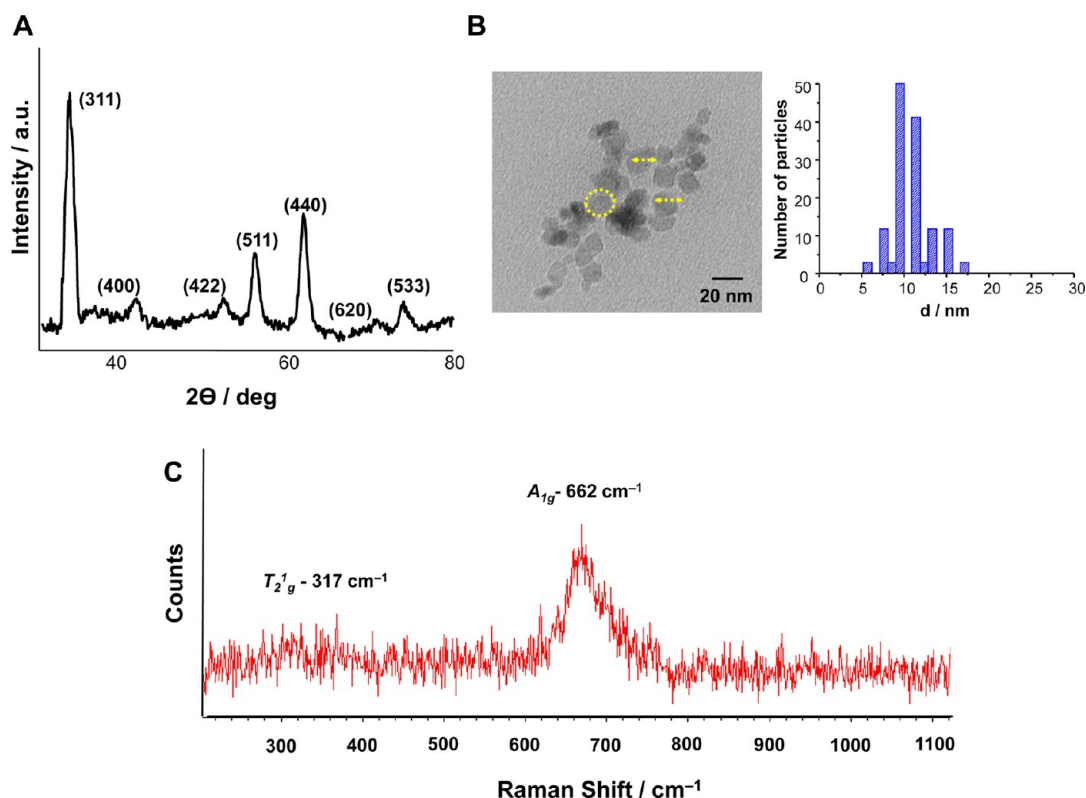 A
Intensity / a.u.
(311)
(400)
(422)
(511)
(440)
(620)
(533)
40
60
80
2Θ / deg
B
20 nm
Number of particles
50
40
30
20
10
0
0
5
10
15
20
25
30
d / nm
C
Counts
T₂¹g - 317 cm⁻¹
A₁g- 662 cm⁻¹
300
400
500
600
700
800
900
1000
1100
Raman Shift / cm⁻¹